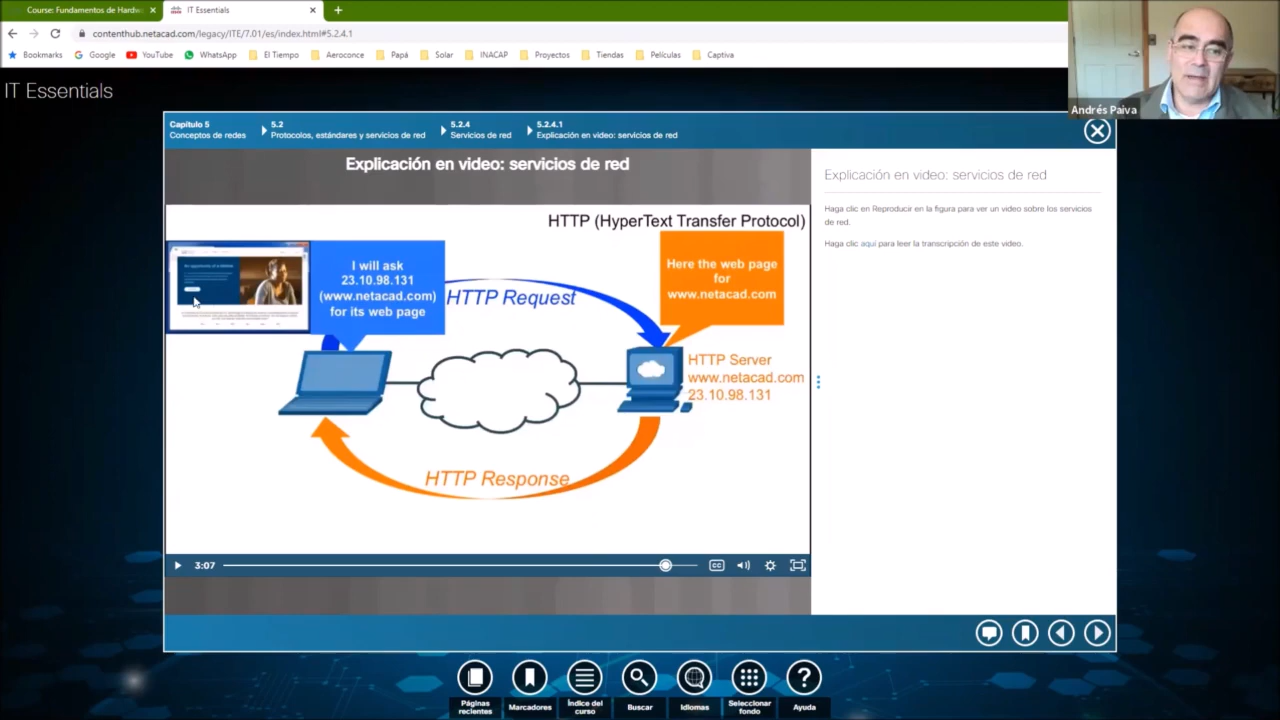 Course: Fundamentos de Hardw
IT Essentials
contenthub.netacad.com/legacy/ITE/7.01/es/index.html#5.2.4.1
Bookmarks
Google
YouTube
WhatsApp
El Tiempo
Aeroconce
Papá
Solar
INACAP
Proyectos
Tiendas
Películas
Captiva
Andrés Paiva
IT Essentials
Capítulo 5
Conceptos de redes
5.2
Protocolos, estándares y servicios de red
5.2.4
Servicios de red
5.2.4.1
Explicación en video: servicios de red
Explicación en video: servicios de red
HTTP (HyperText Transfer Protocol)
I will ask
23.10.98.131
(www.netacad.com)
for its web page
HTTP Request
Here the web page
for
www.netacad.com
HTTP Server
www.netacad.com
23.10.98.131
HTTP Response
3:07
CC
Explicación en video: servicios de red
Haga clic en Reproducir en la figura para ver un video sobre los servicios
de red.
Haga clic aquí para leer la transcripción de este video.
Páginas
recientes
Marcadores
Índice del
curso
Buscar
Idiomas
Seleccionar
fondo
?
Ayuda